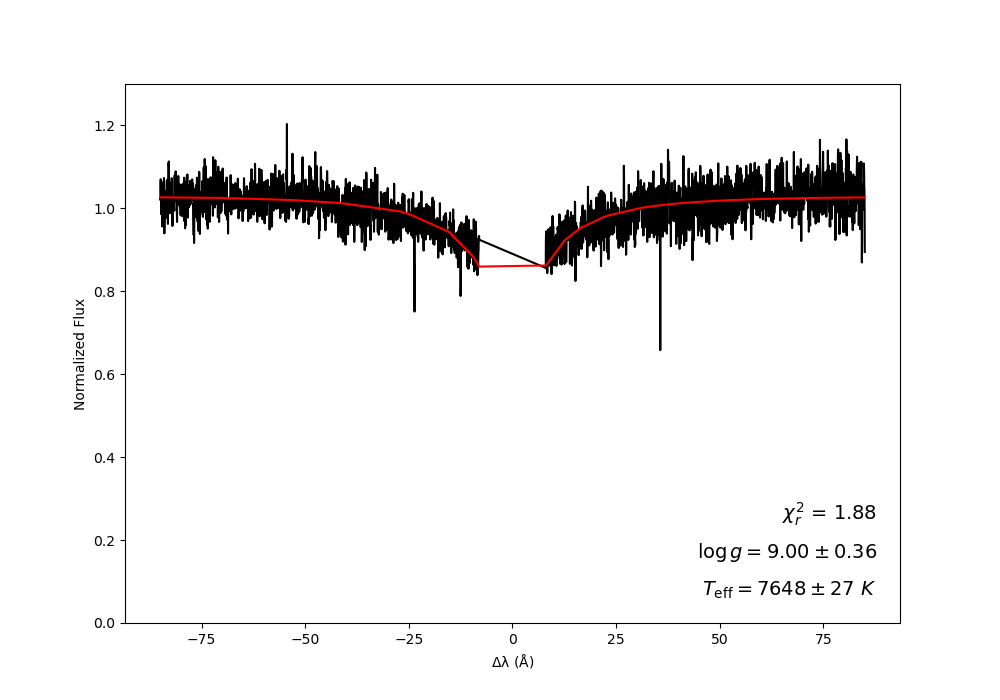 1.2
1.0
0.8
0.6
0.4
0.2
0.0
Normalized Flux
χ²ᵣ = 1.88
log g = 9.00 ± 0.36
T_eff = 7648 ± 27 K
−75 −50 −25 0 25 50 75
Δλ (Å)